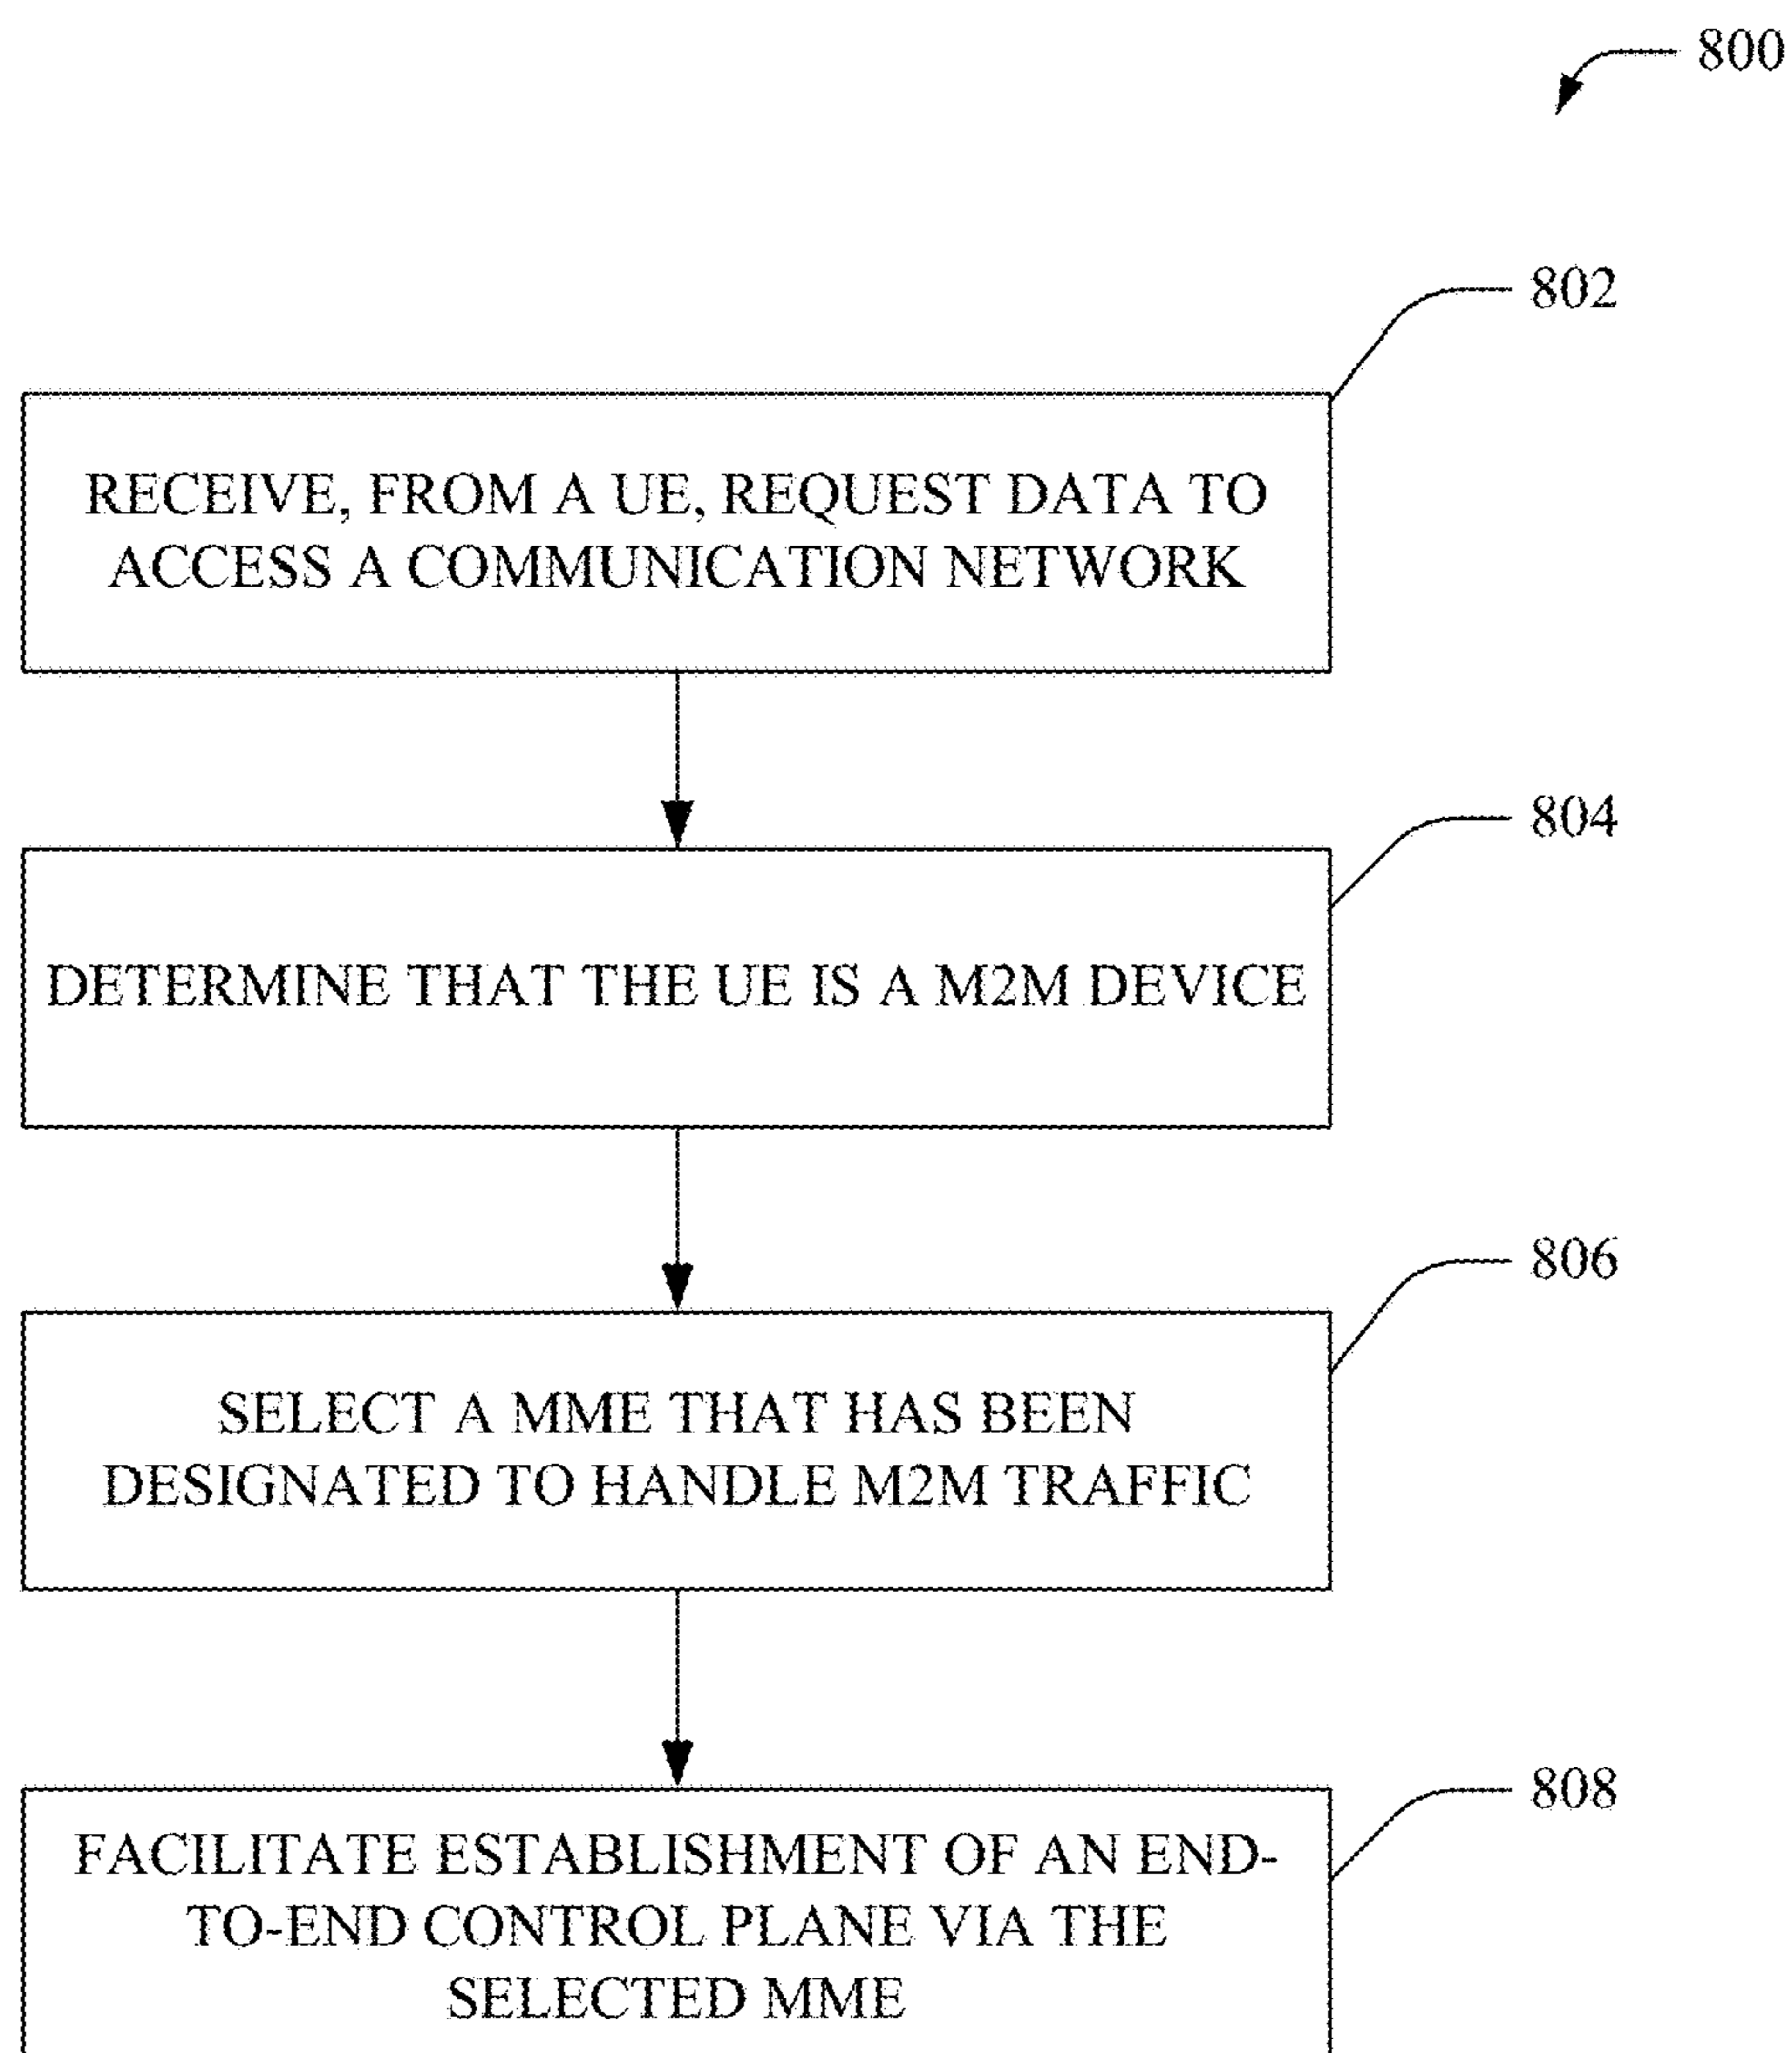 800
802
RECEIVE, FROM A UE, REQUEST DATA TO
ACCESS A COMMUNICATION NETWORK
804
DETERMINE THAT THE UE IS A M2M DEVICE
806
SELECT A MME THAT HAS BEEN
DESIGNATED TO HANDLE M2M TRAFFIC
808
FACILITATE ESTABLISHMENT OF AN END-
TO-END CONTROL PLANE VIA THE
SELECTED MME